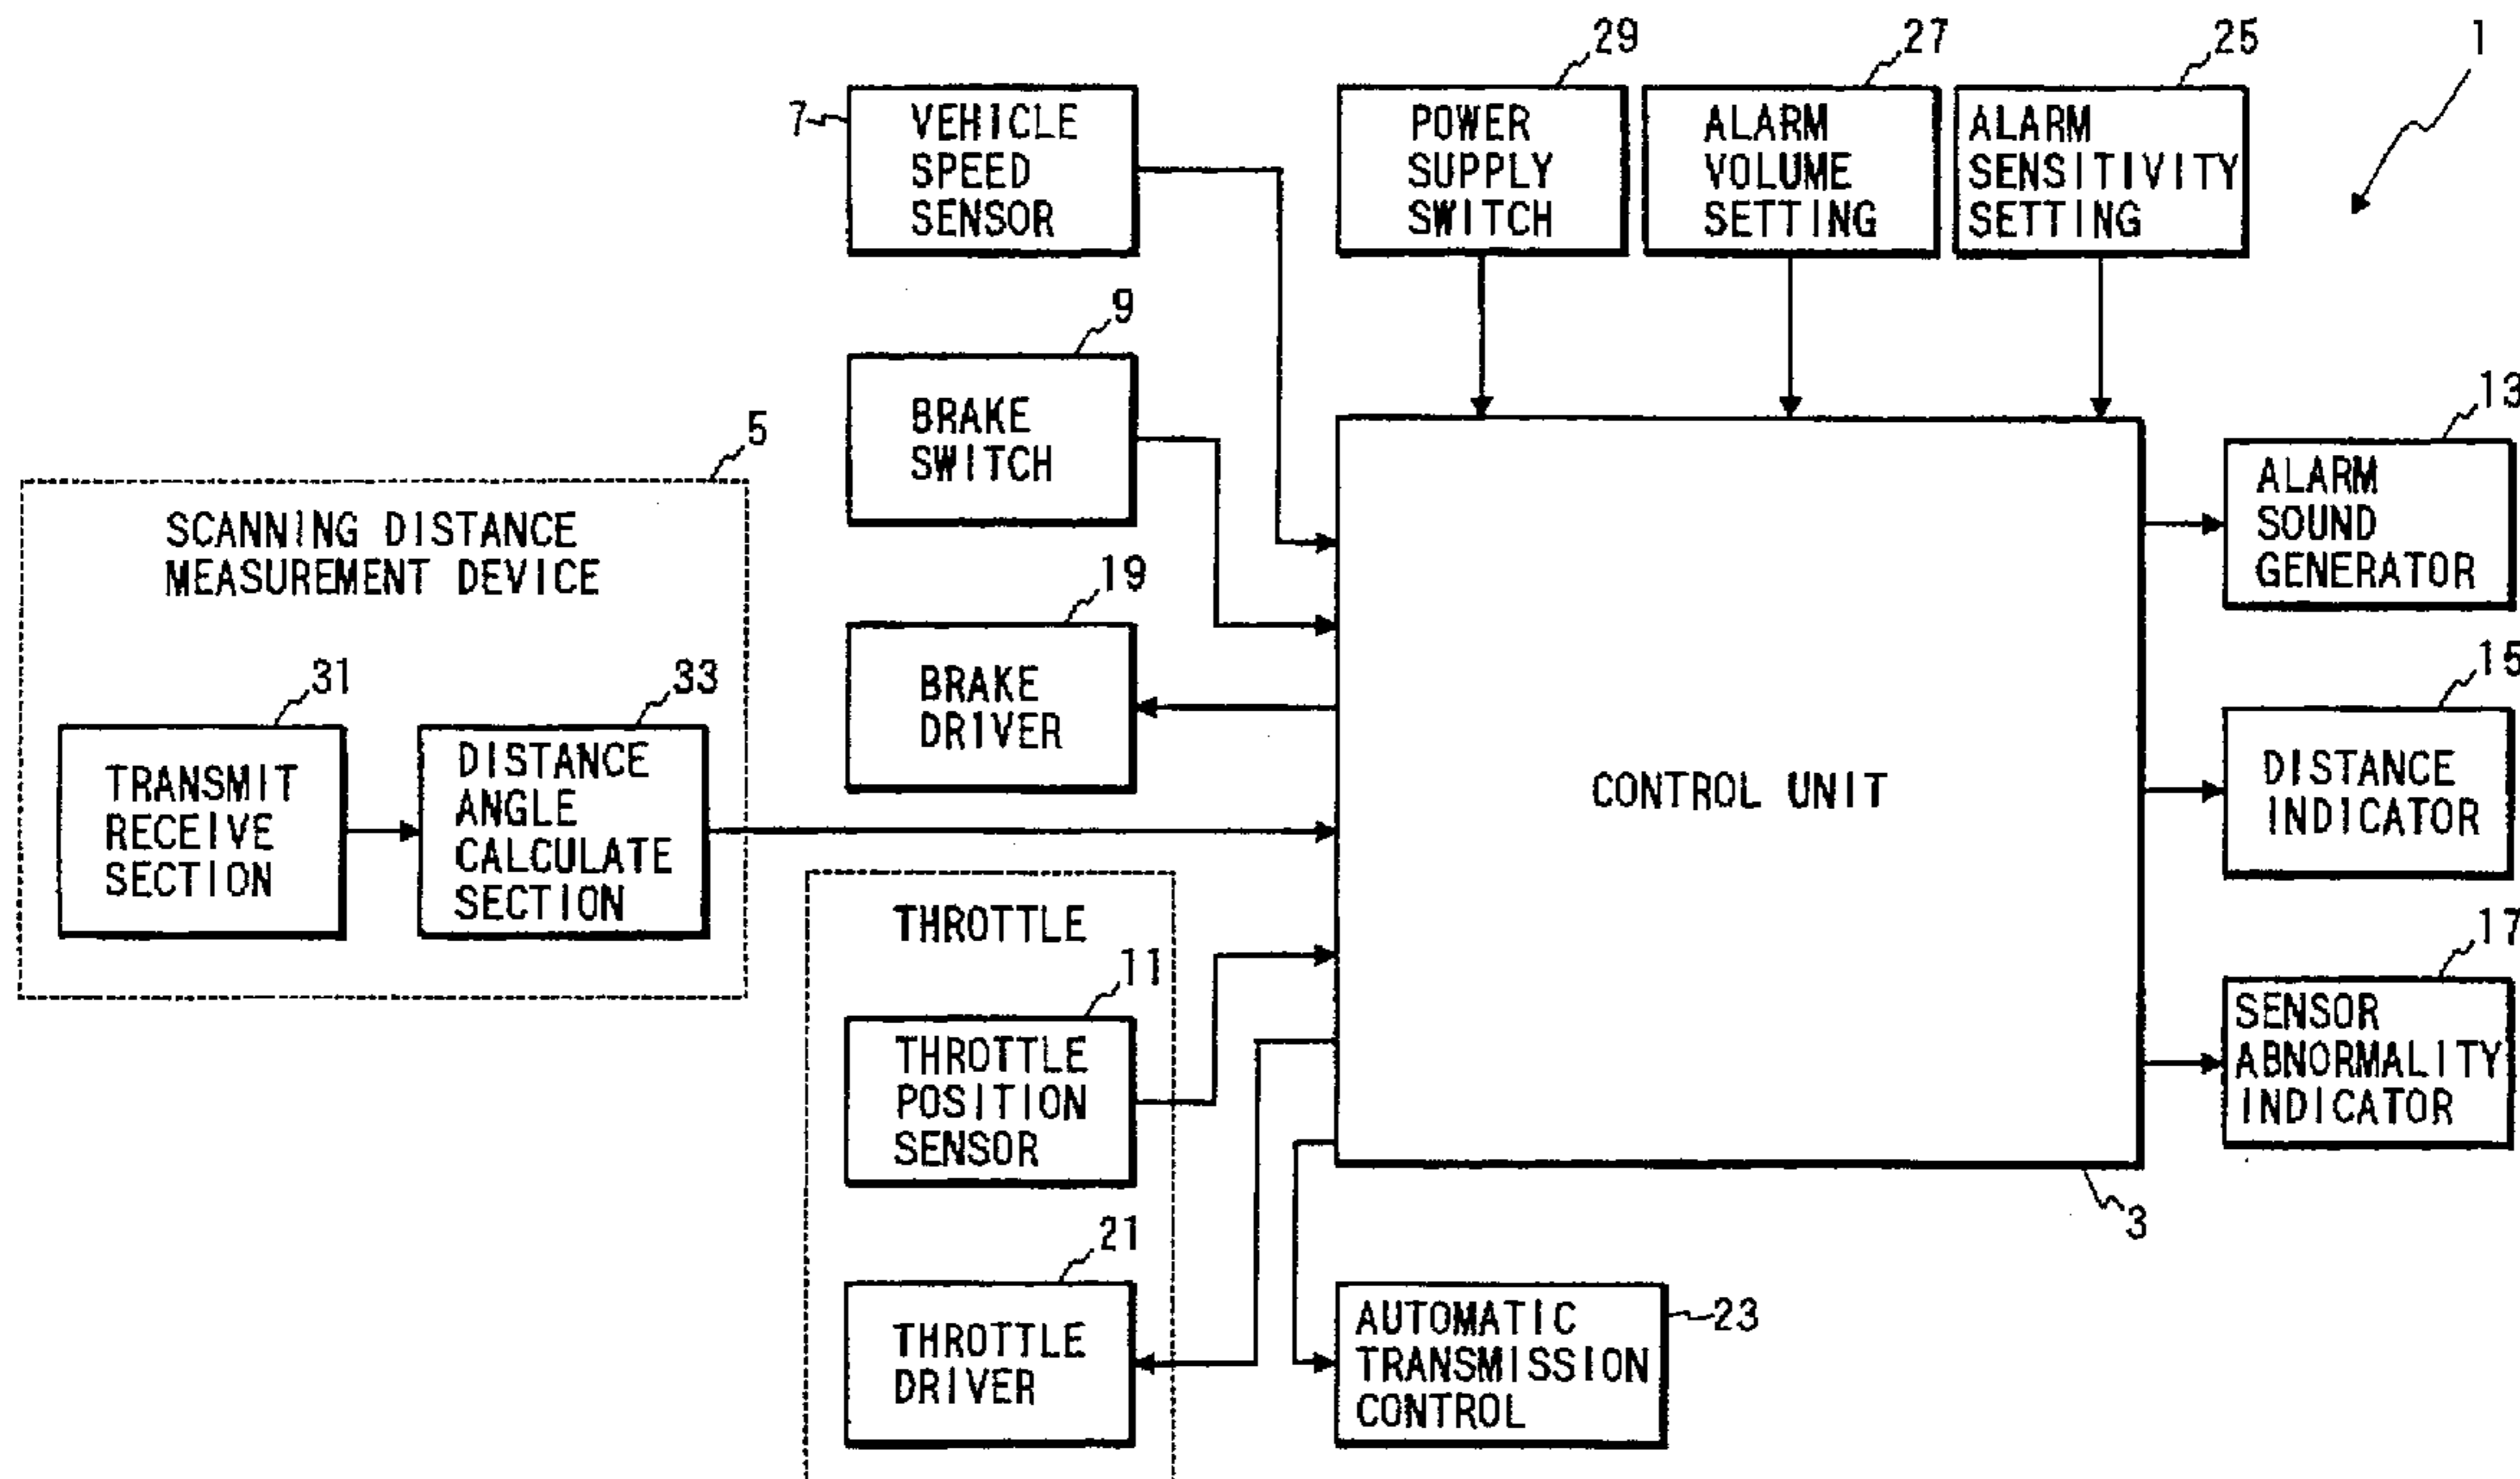 29
27
25
1
7
VEHICLE
SPEED
SENSOR
POWER
SUPPLY
SWITCH
ALARM
VOLUME
SETTING
ALARM
SENSITIVITY
SETTING
9
BRAKE
SWITCH
13
ALARM
SOUND
GENERATOR
5
SCANNING DISTANCE
MEASUREMENT DEVICE
19
BRAKE
DRIVER
31
TRANSMIT
RECEIVE
SECTION
33
DISTANCE
ANGLE
CALCULATE
SECTION
CONTROL UNIT
15
DISTANCE
INDICATOR
THROTTLE
11
THROTTLE
POSITION
SENSOR
17
SENSOR
ABNORMALITY
INDICATOR
3
21
THROTTLE
DRIVER
AUTOMATIC
TRANSMISSION
CONTROL
23